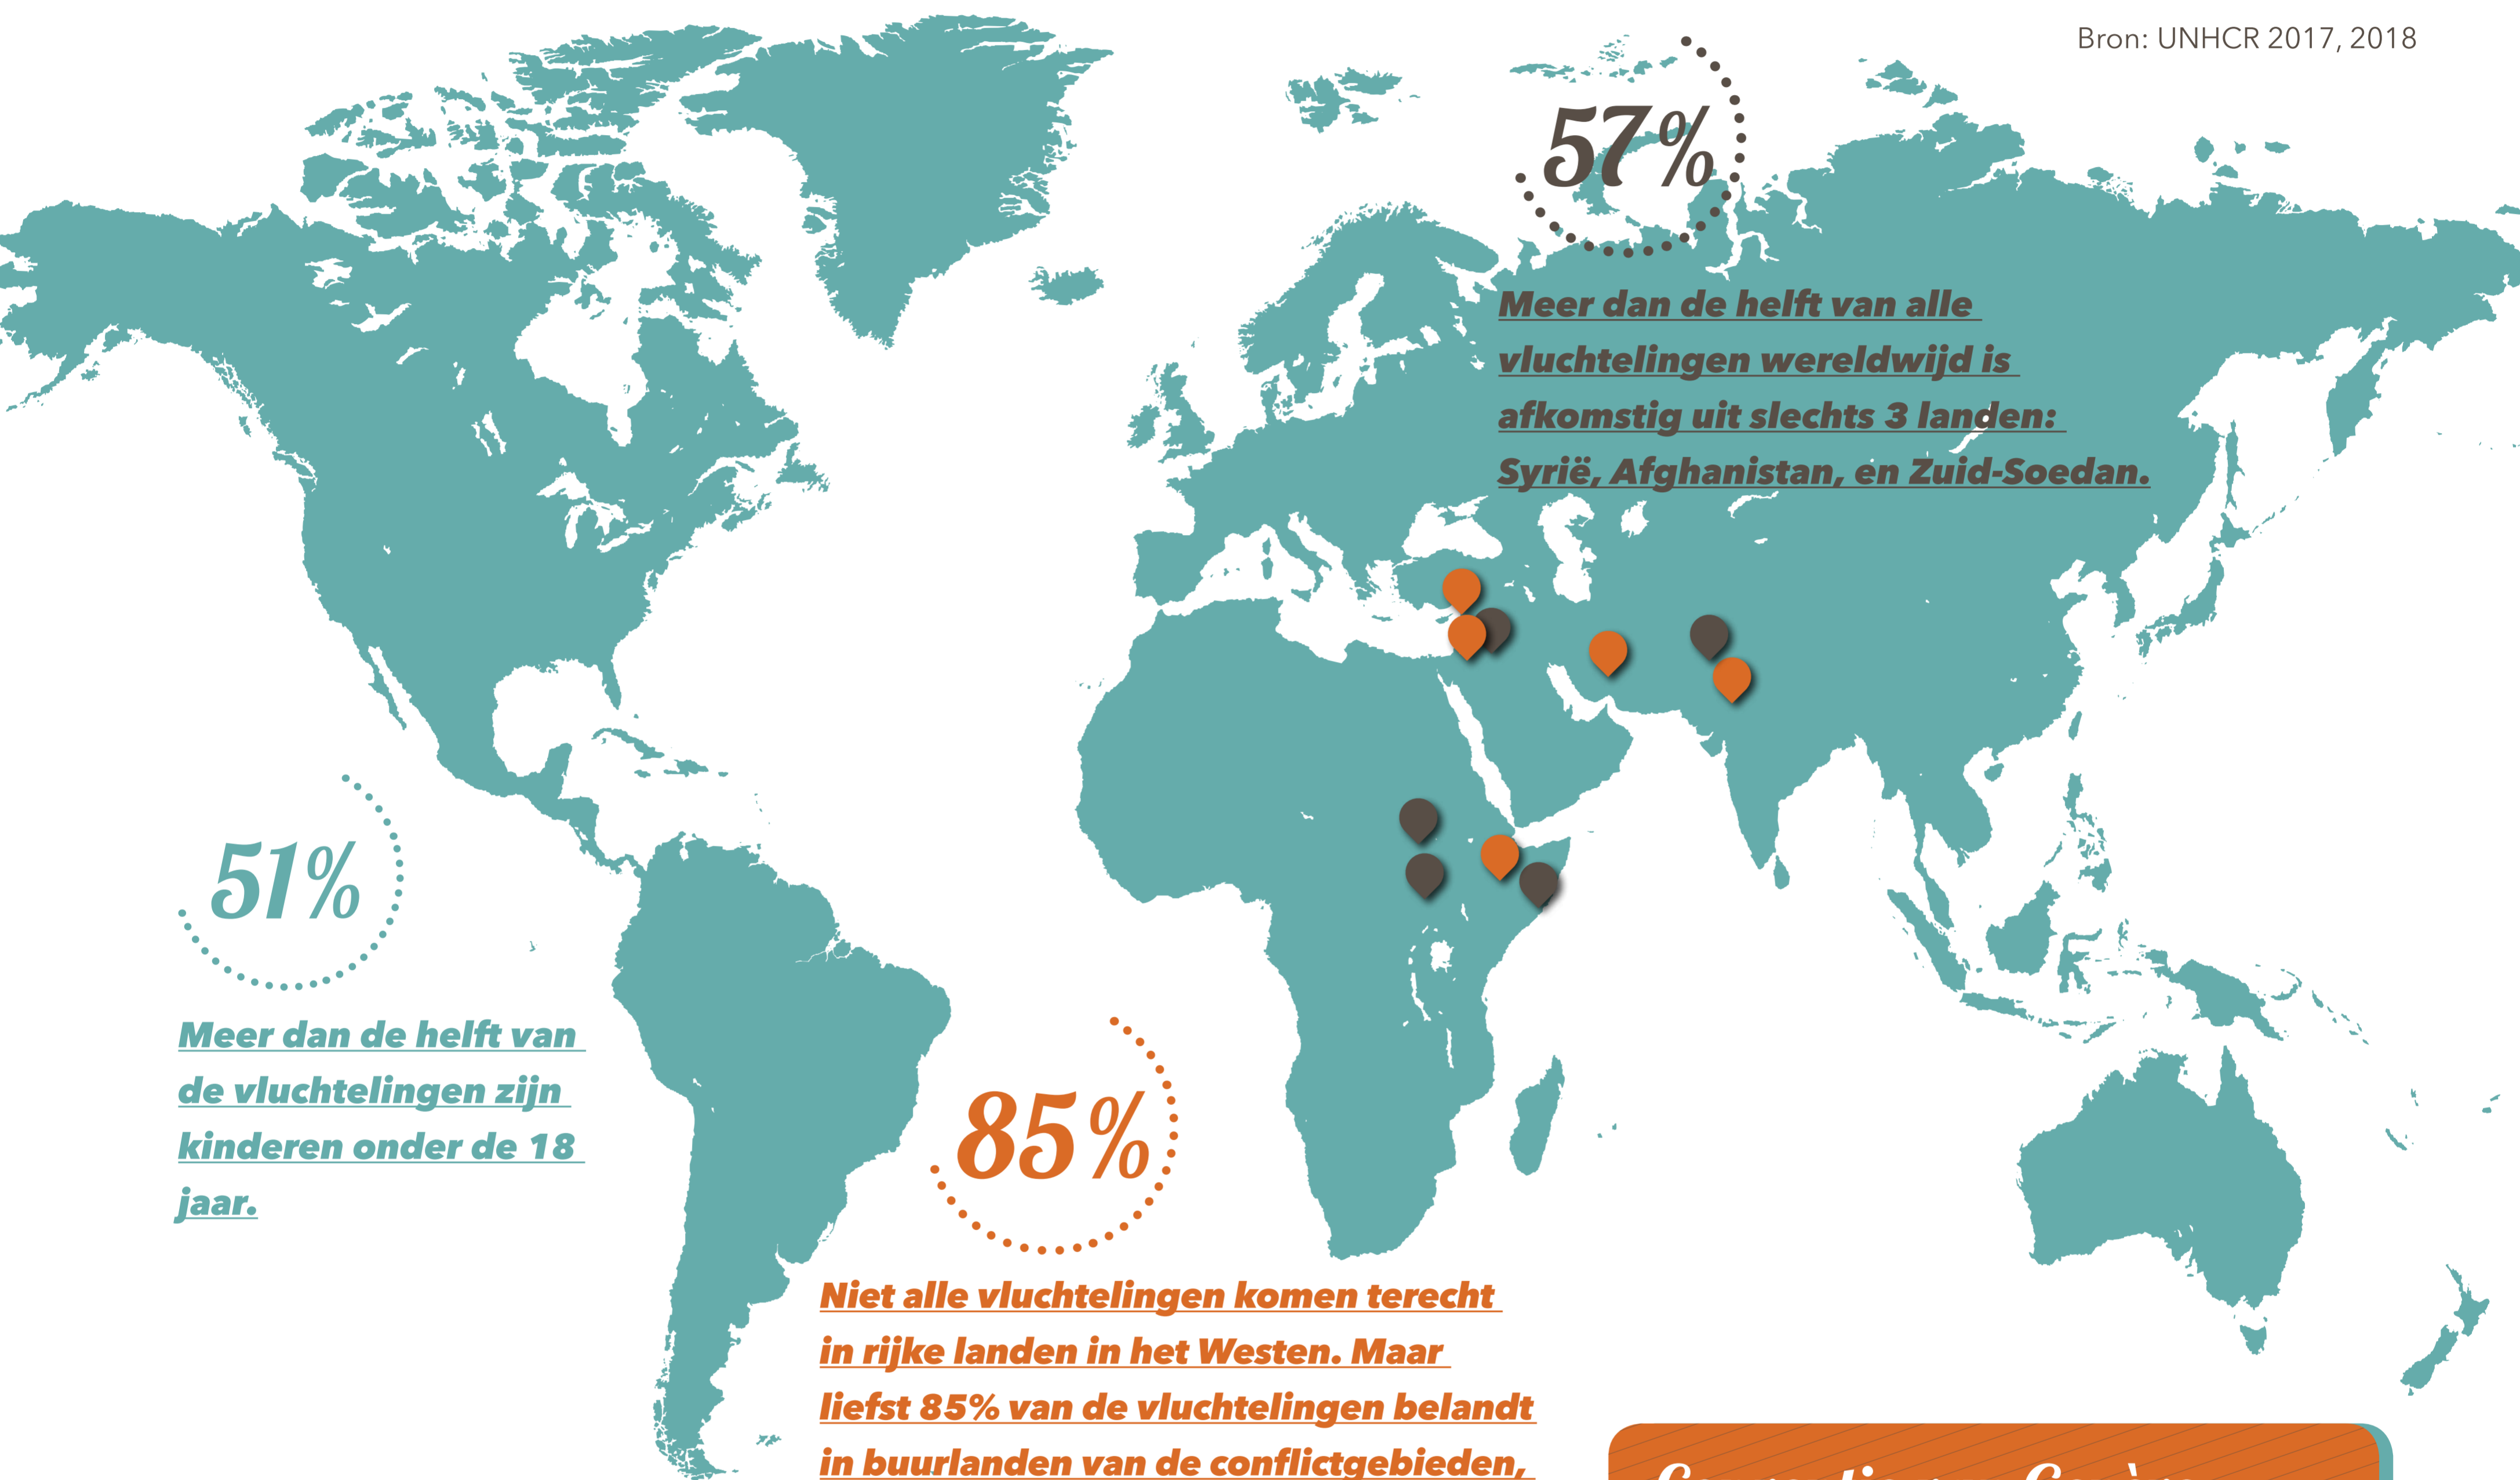 Bron: UNHCR 2017, 2018
57%
Meer dan de helft van alle
vluchtelingen wereldwijd is
afkomstig uit slechts 3 landen:
Syrië, Afghanistan, en Zuid-Soedan.
51%
Meer dan de helft van
de vluchtelingen zijn
kinderen onder de 18
jaar.
85%
Niet alle vluchtelingen komen terecht
in rijke landen in het Westen. Maar
liefst 85% van de vluchtelingen belandt
in buurlanden van de conflictgebieden,